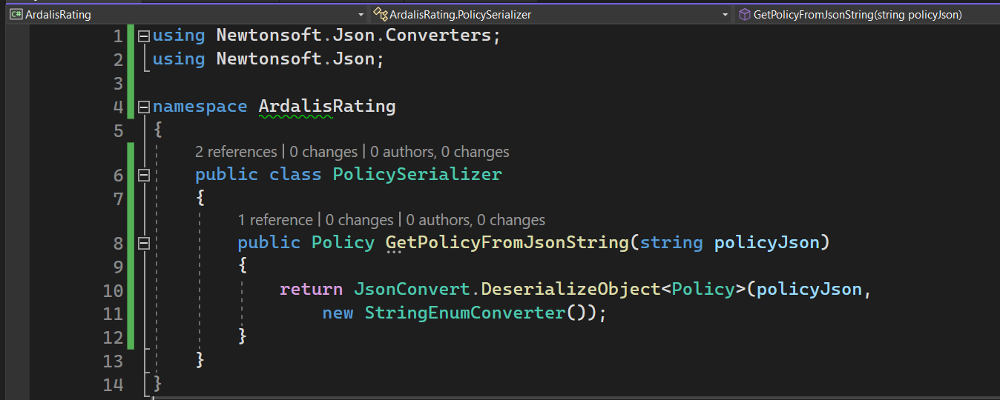 C# ArdalisRating ArdalisRating.PolicySerializer GetPolicyFromJsonString(string policyJson)
1 using Newtonsoft.Json.Converters;
2 using Newtonsoft.Json;
3
4 namespace ArdalisRating
5 {
2 references | 0 changes | 0 authors, 0 changes
6 public class PolicySerializer
7 {
1 reference | 0 changes | 0 authors, 0 changes
8 public Policy GetPolicyFromJsonString(string policyJson)
9 {
10 return JsonConvert.DeserializeObject<Policy>(policyJson,
11 new StringEnumConverter());
12 }
13 }
14 }